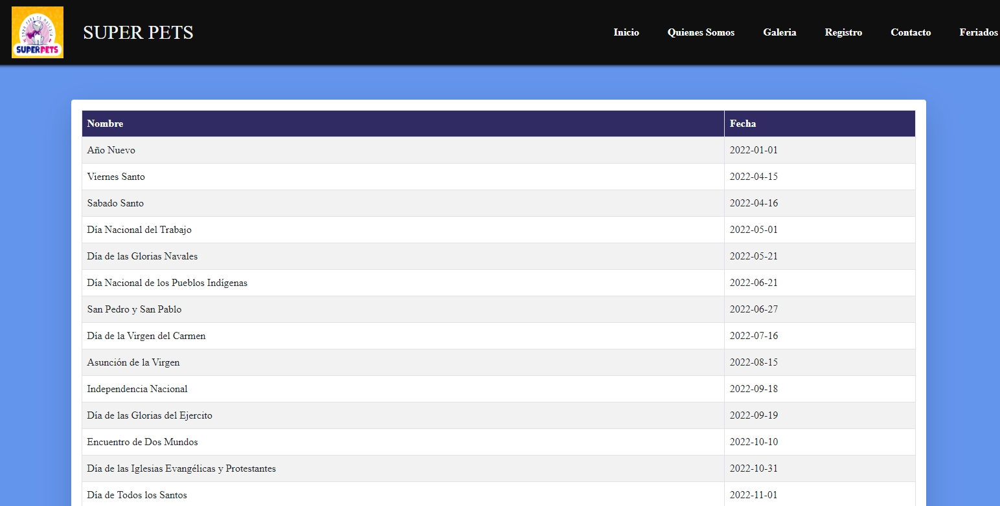 TODO PARA TU MASCOTA
SUPERPETS
SUPER PETS
Inicio Quienes Somos Galeria Registro Contacto Feriados
Nombre Fecha
Año Nuevo 2022-01-01
Viernes Santo 2022-04-15
Sabado Santo 2022-04-16
Día Nacional del Trabajo 2022-05-01
Día de las Glorias Navales 2022-05-21
Día Nacional de los Pueblos Indígenas 2022-06-21
San Pedro y San Pablo 2022-06-27
Día de la Virgen del Carmen 2022-07-16
Asunción de la Virgen 2022-08-15
Independencia Nacional 2022-09-18
Día de las Glorias del Ejercito 2022-09-19
Encuentro de Dos Mundos 2022-10-10
Día de las Iglesias Evangélicas y Protestantes 2022-10-31
Día de Todos los Santos 2022-11-01